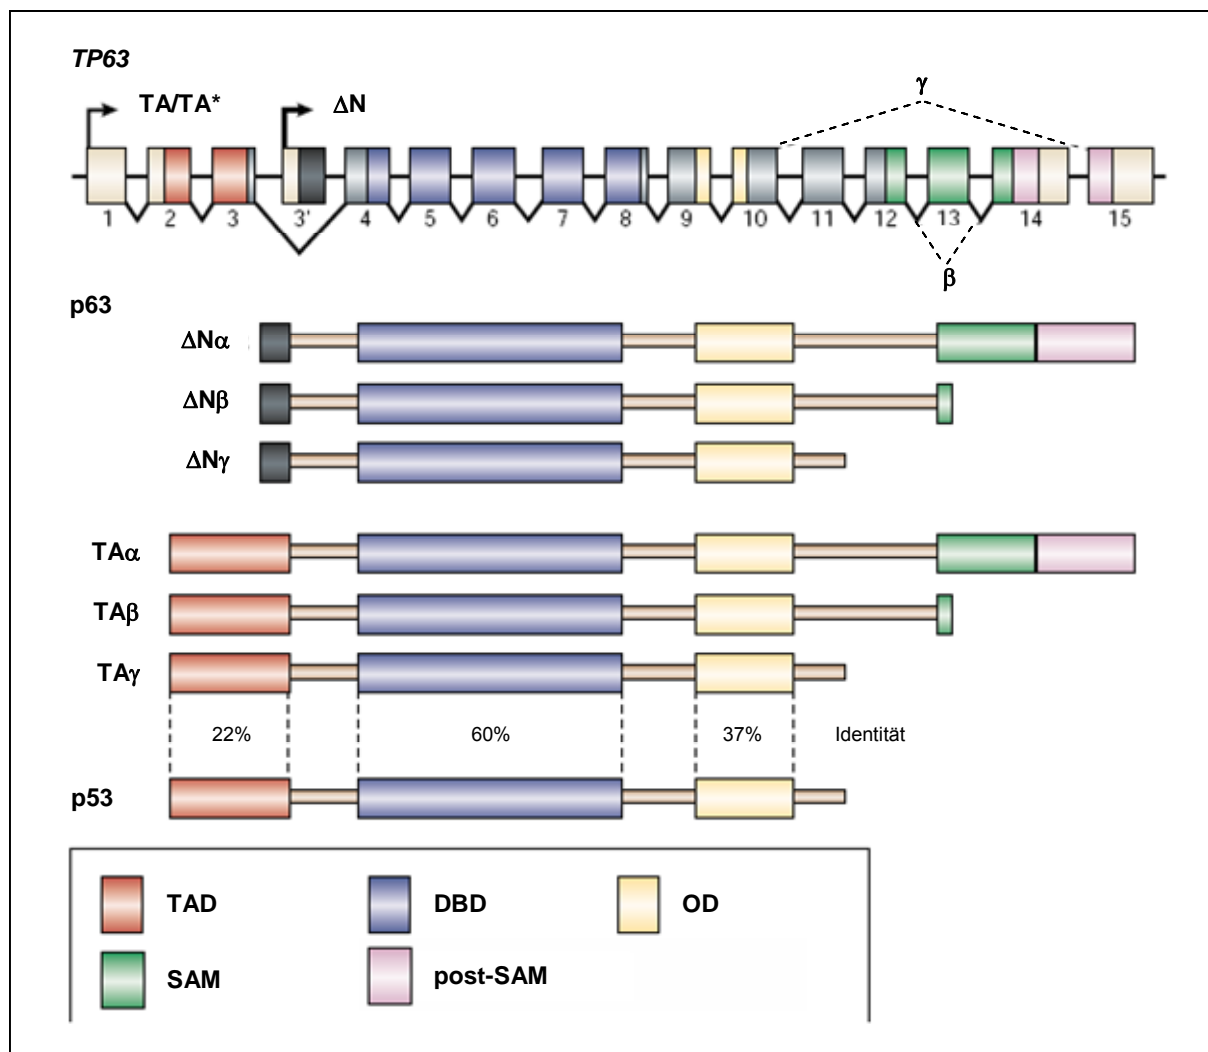 TP63
TA/TA*
ΔN
γ
1 2 3 3' 4 5 6 7 8 9 10 11 12 13 14 15
β
p63
ΔNα
ΔNβ
ΔNγ
TAα
TAβ
TAγ
22% 60% 37% Identität
p53
TAD DBD OD
SAM post-SAM